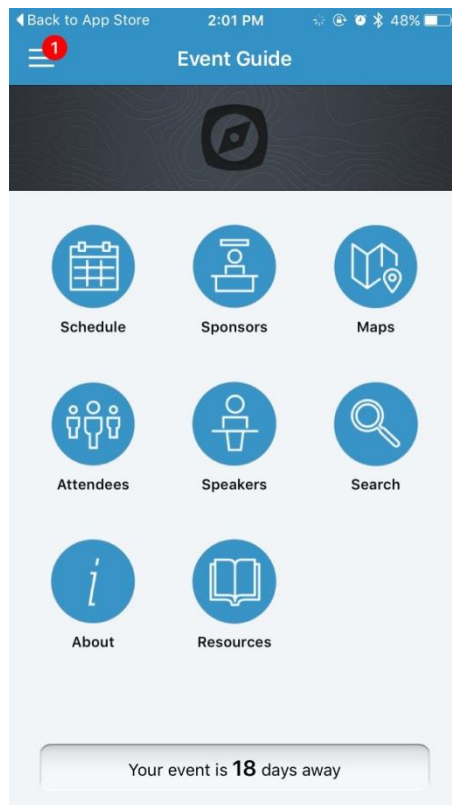 Back to App Store 2:01 PM 48%
1
Event Guide
Schedule Sponsors Maps
Attendees Speakers Search
i
About Resources
Your event is 18 days away